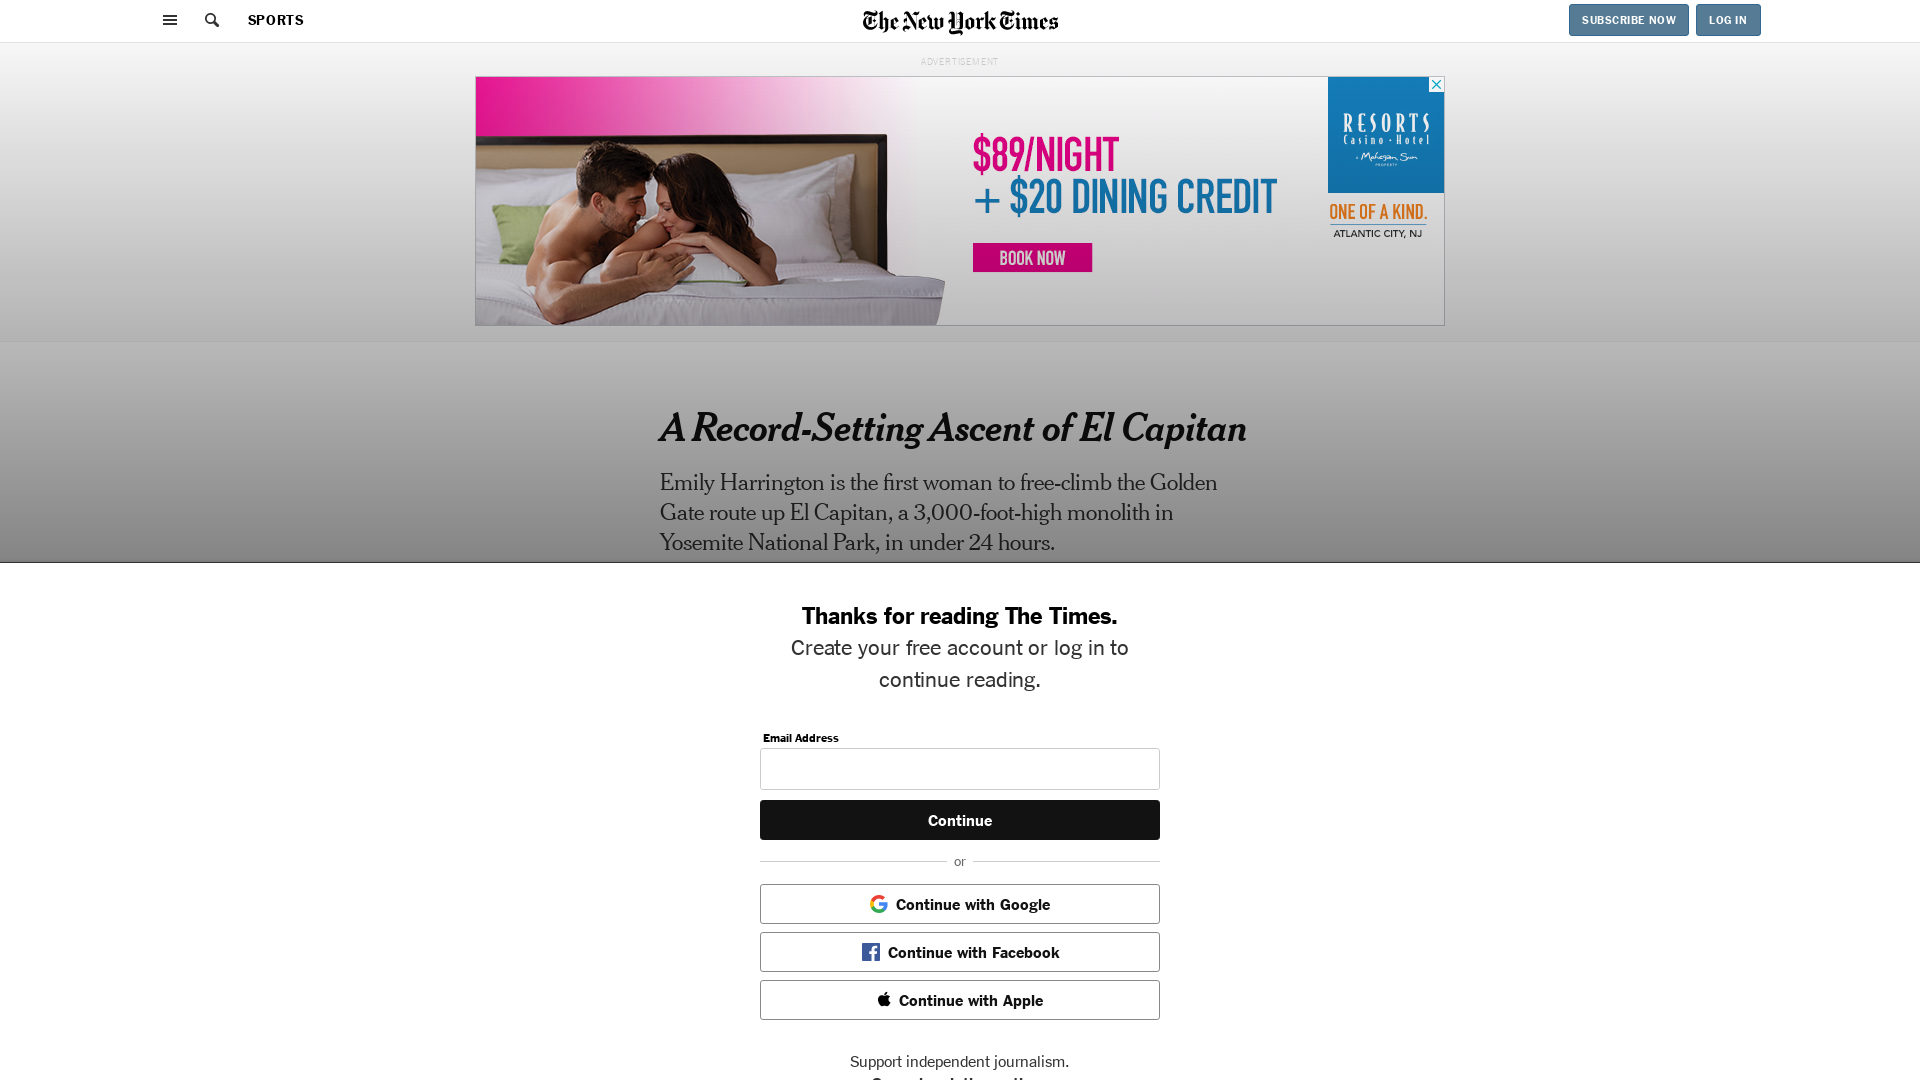 SPORTS
The New York Times
SUBSCRIBE NOW
LOG IN
ADVERTISEMENT
$89/NIGHT
+ $20 DINING CREDIT
BOOK NOW
RESORTS
Casino • Hotel
a Mohegan Sun
PROPERTY
ONE OF A KIND.
ATLANTIC CITY, NJ
A Record-Setting Ascent of El Capitan
Emily Harrington is the first woman to free-climb the Golden
Gate route up El Capitan, a 3,000-foot-high monolith in
Yosemite National Park, in under 24 hours.
Thanks for reading The Times.
Create your free account or log in to
continue reading.
Email Address
Continue
or
Continue with Google
Continue with Facebook
Continue with Apple
Support independent journalism.